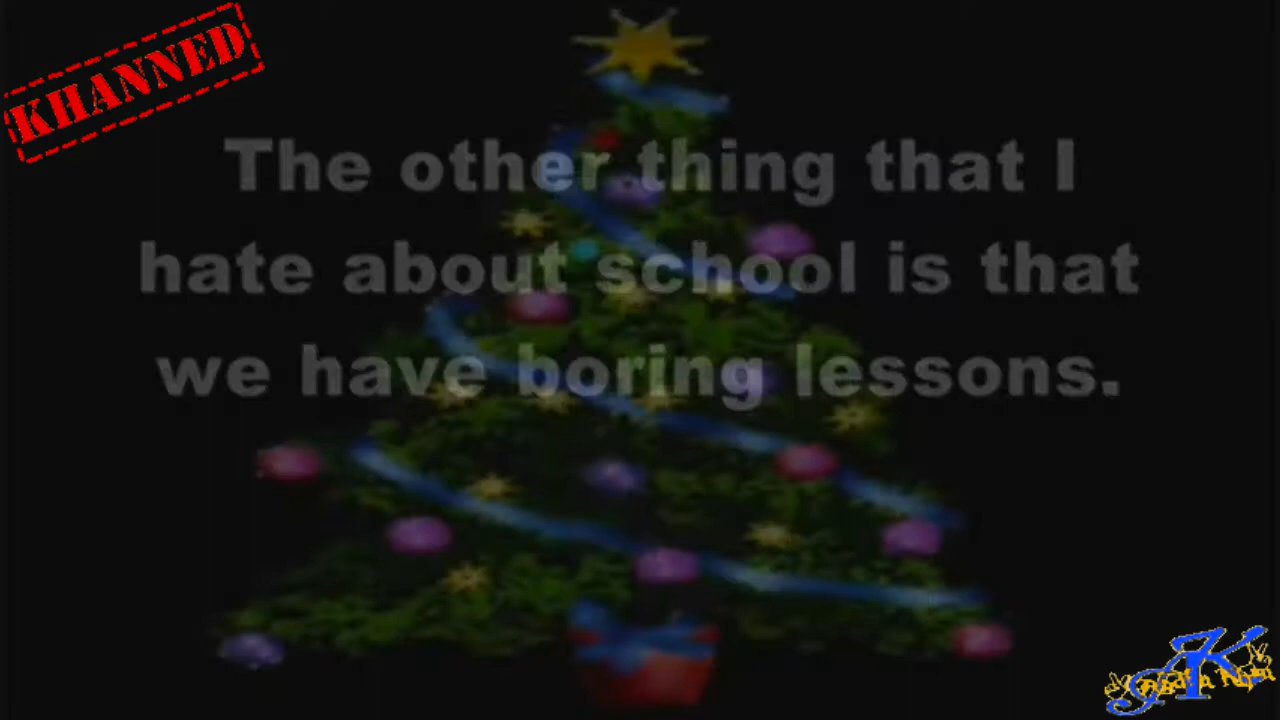 KHANNED
The other thing that I
hate about school is that
we have boring lessons.